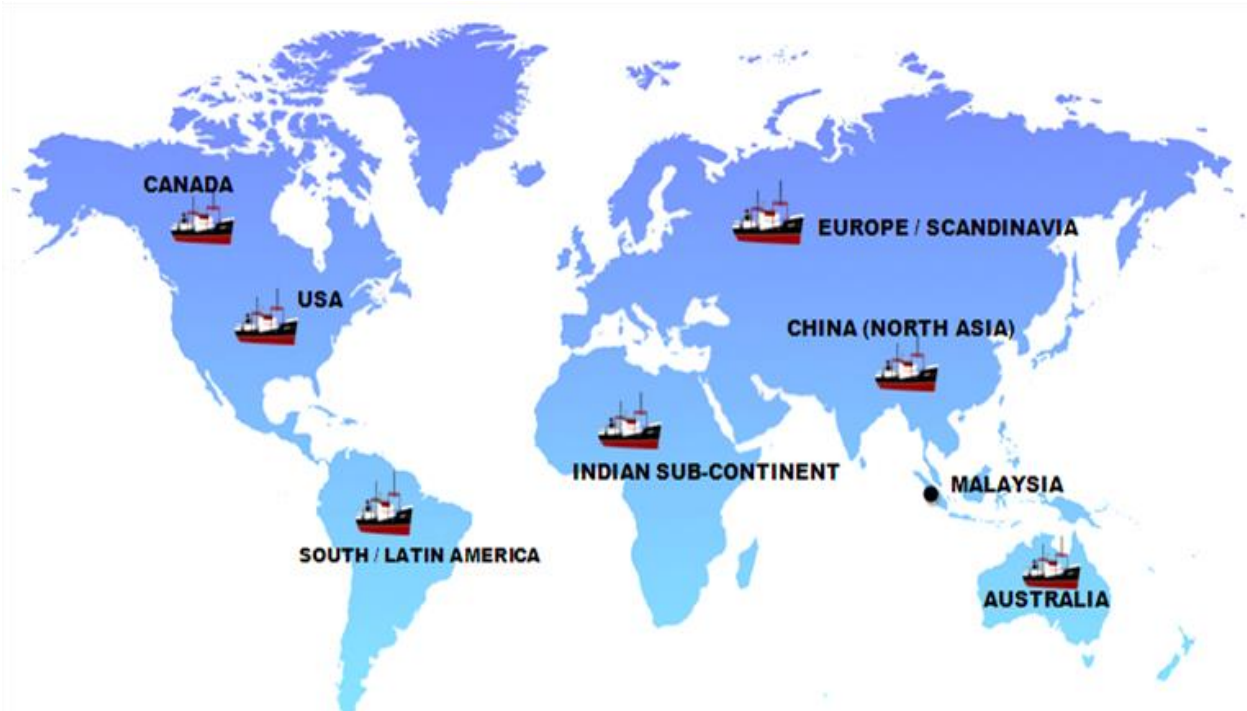 CANADA
EUROPE / SCANDINAVIA
USA
CHINA (NORTH ASIA)
INDIAN SUB-CONTINENT
MALAYSIA
SOUTH / LATIN AMERICA
AUSTRALIA